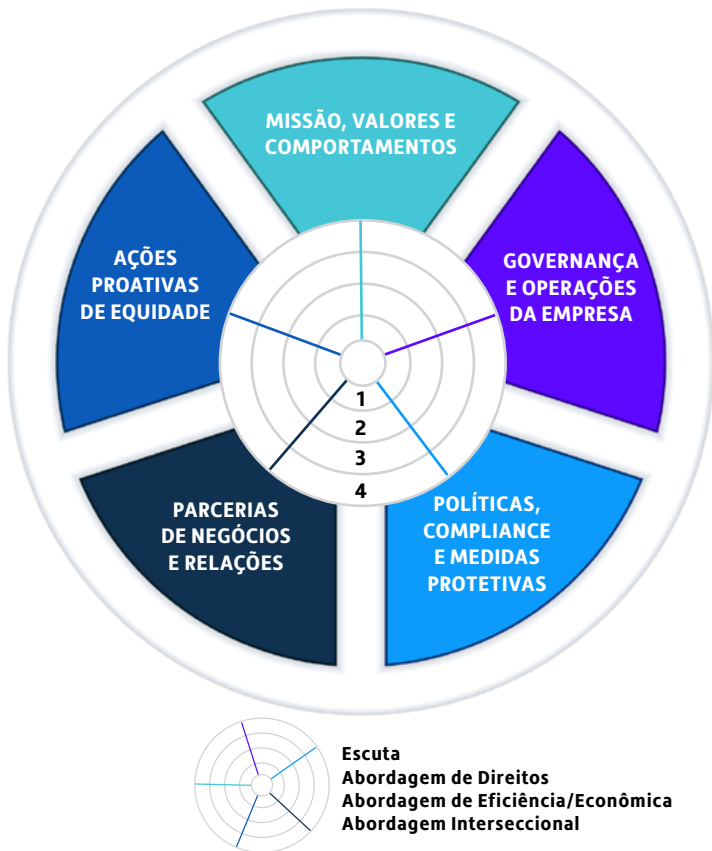 MISSÃO, VALORES E
COMPORTAMENTOS
GOVERNANÇA
E OPERAÇÕES
DA EMPRESA
POLÍTICAS,
COMPLIANCE
E MEDIDAS
PROTETIVAS
PARCERIAS
DE NEGÓCIOS
E RELAÇÕES
AÇÕES
PROATIVAS
DE EQUIDADE
1
2
3
4
Escuta
Abordagem de Direitos
Abordagem de Eficiência/Econômica
Abordagem Interseccional